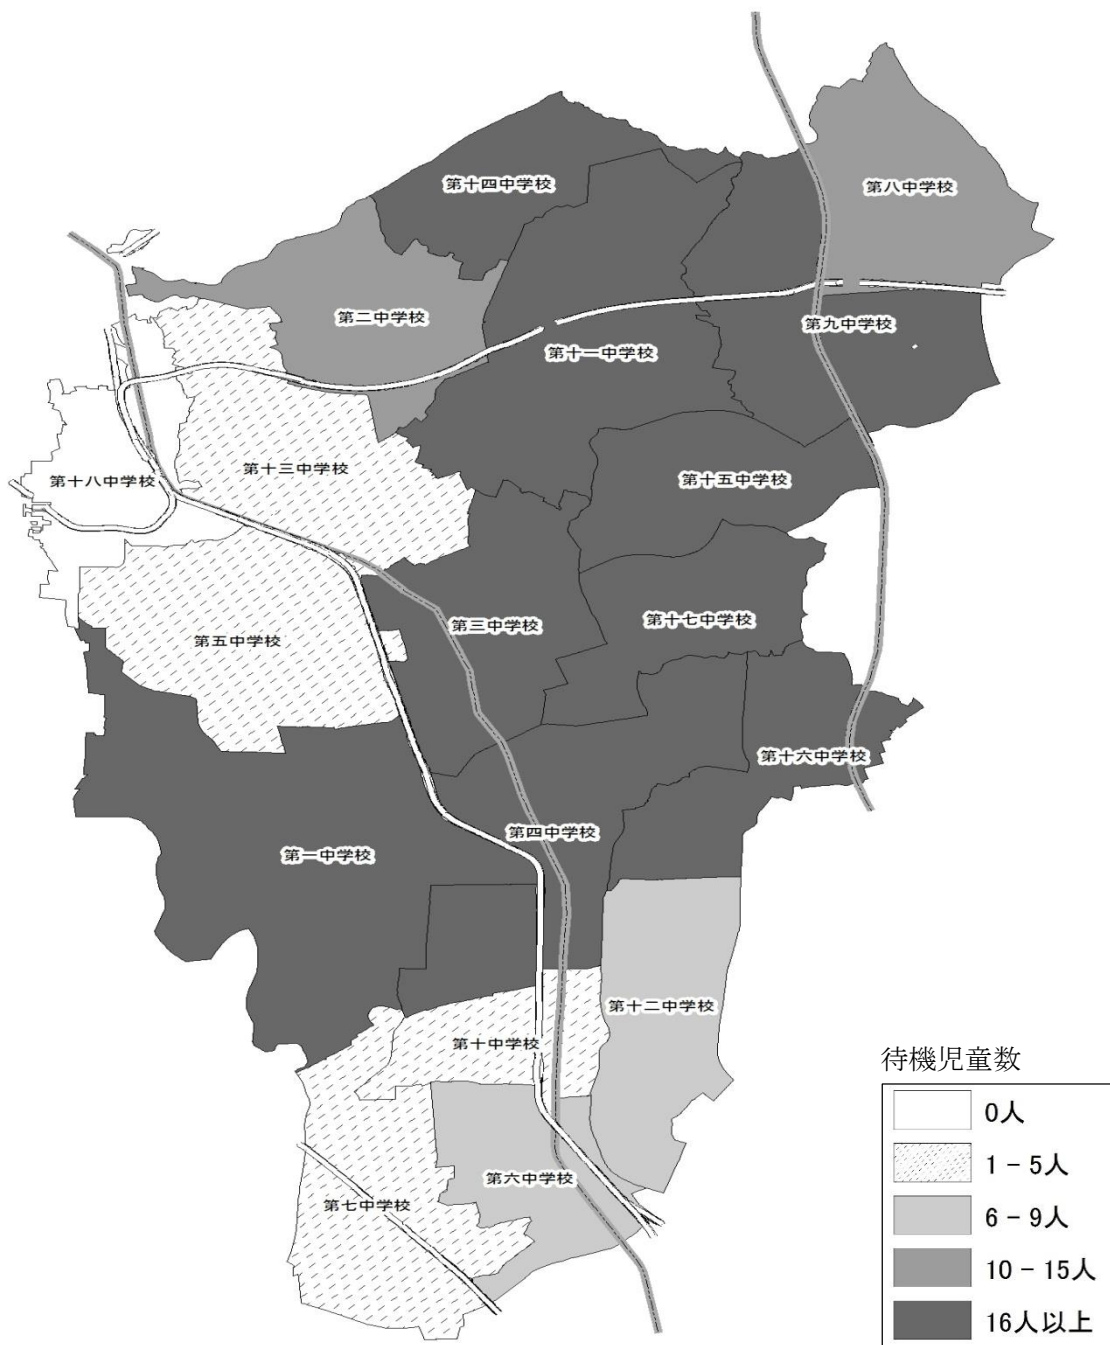 第十四中学校
第八中学校
第二中学校
第九中学校
第十一中学校
第十三中学校
第十八中学校
第十五中学校
第五中学校
第三中学校
第十七中学校
第十六中学校
第四中学校
第一中学校
第十二中学校
第十中学校
第六中学校
第七中学校
待機児童数
0人
1－5人
6－9人
10－15人
16人以上